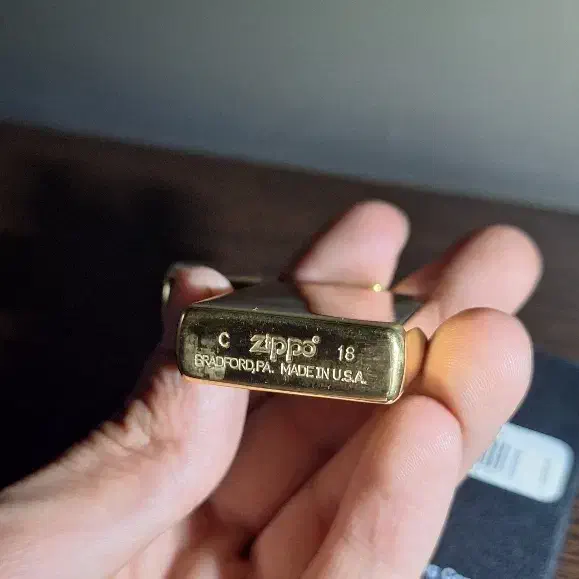 C zippo® 18
BRADFORD,PA. MADE IN U.S.A.